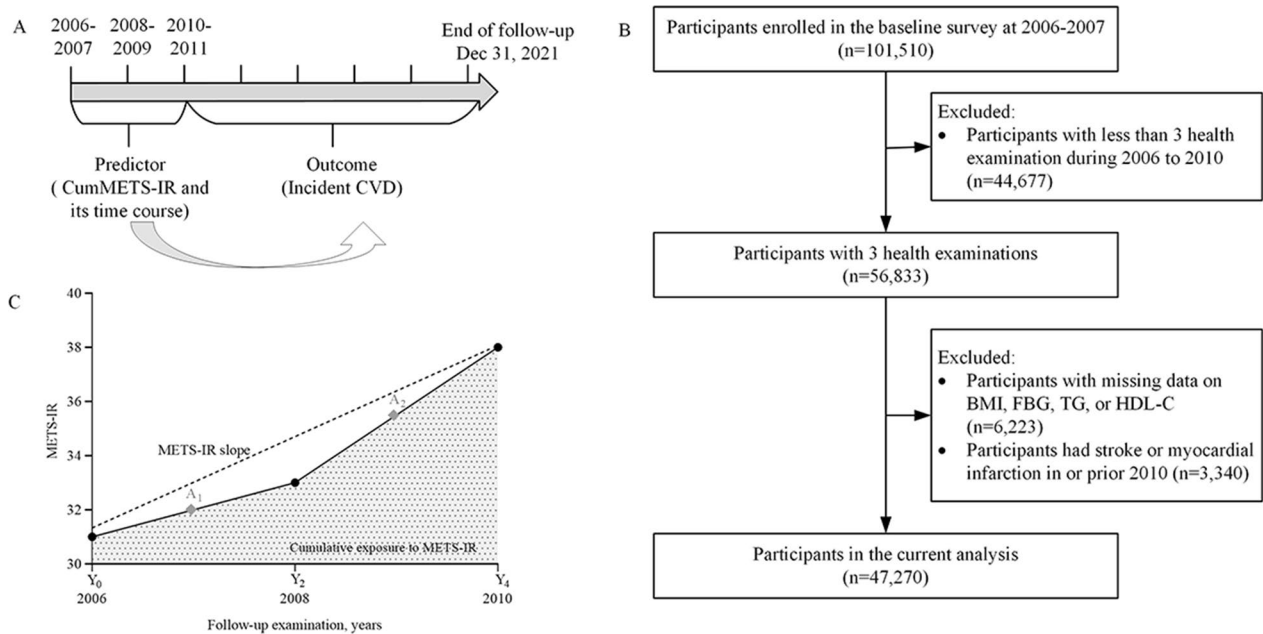 A
2006-
2007
2008-
2009
2010-
2011
End of follow-up
Dec 31, 2021
Predictor
( CumMETS-IR and
its time course)
Outcome
(Incident CVD)
B
Participants enrolled in the baseline survey at 2006-2007
(n=101,510)
Excluded:
● Participants with less than 3 health
examination during 2006 to 2010
(n=44,677)
Participants with 3 health examinations
(n=56,833)
Excluded:
● Participants with missing data on
BMI, FBG, TG, or HDL-C
(n=6,223)
● Participants had stroke or myocardial
infarction in or prior 2010 (n=3,340)
Participants in the current analysis
(n=47,270)
C
METS-IR
40
38
36
34
32
30
METS-IR slope
A1
A2
Cumulative exposure to METS-IR
Y0
2006
Y2
2008
Y4
2010
Follow-up examination, years